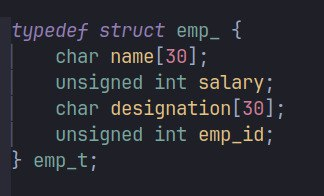 typedef struct emp_ {
    char name[30];
    unsigned int salary;
    char designation[30];
    unsigned int emp_id;
} emp_t;